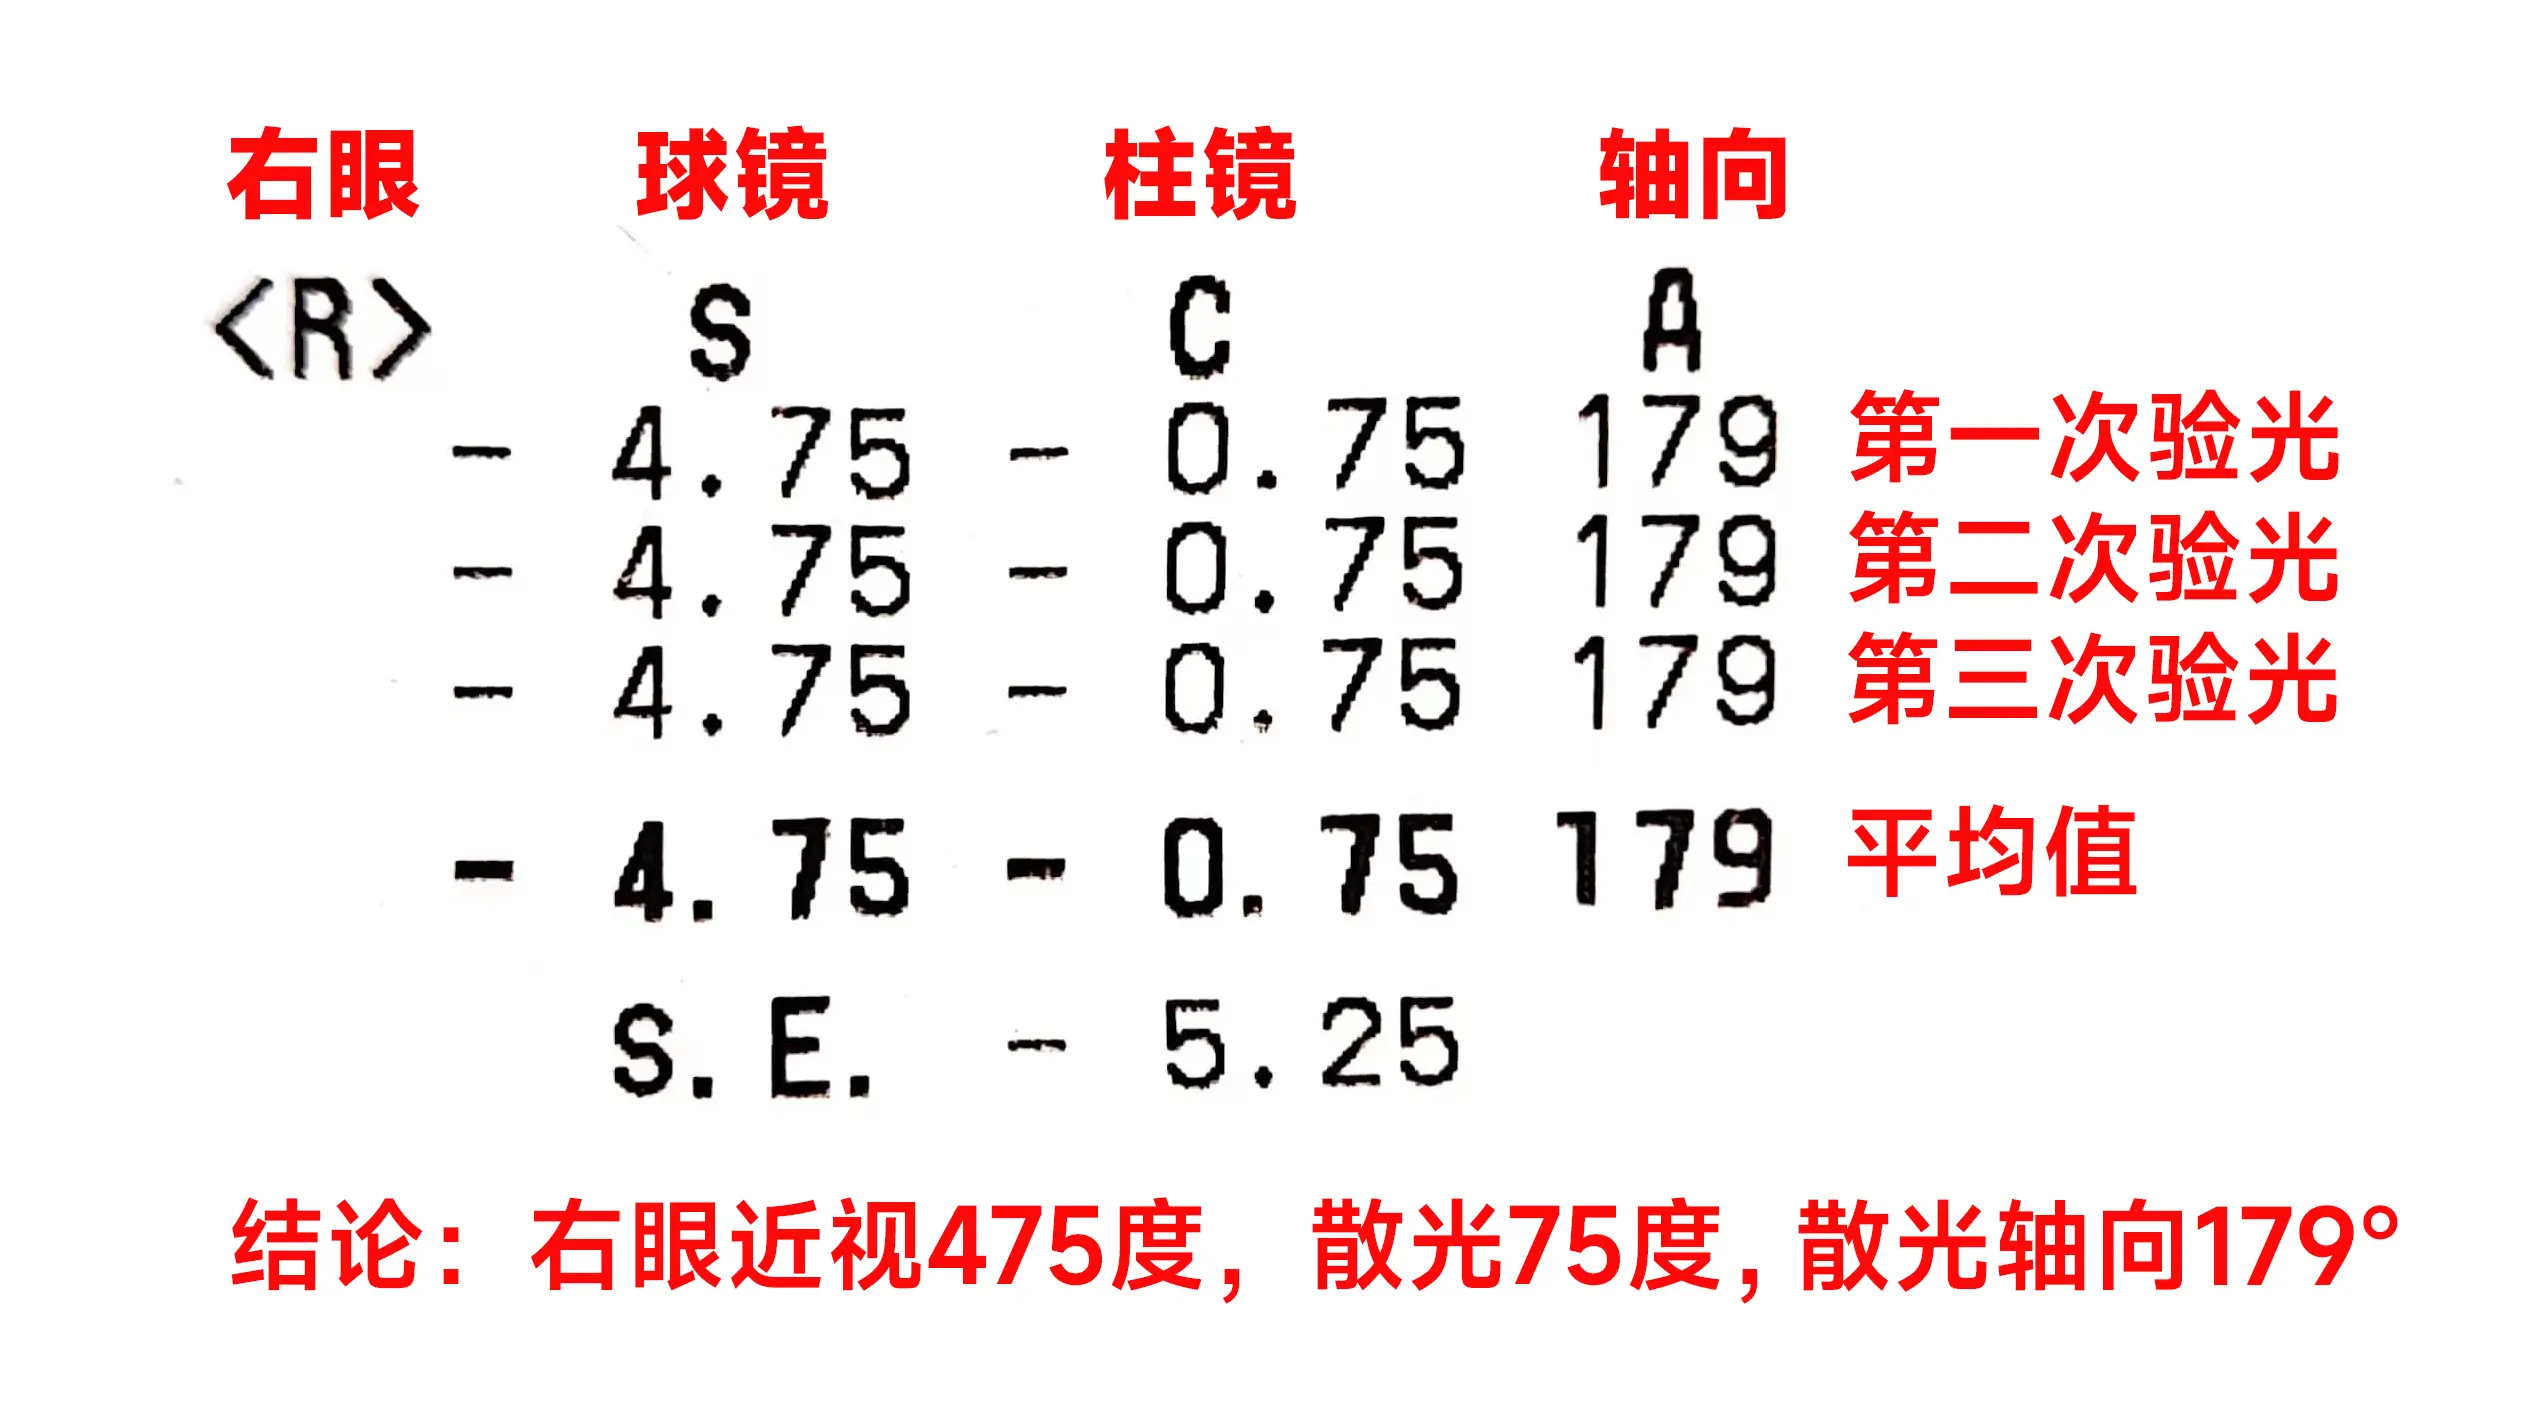 右眼 球镜 柱镜 轴向
<R> S C A
- 4.75 - 0.75 179 第一次验光
- 4.75 - 0.75 179 第二次验光
- 4.75 - 0.75 179 第三次验光
- 4.75 - 0.75 179 平均值
S.E. - 5.25
结论：右眼近视475度，散光75度，散光轴向179°